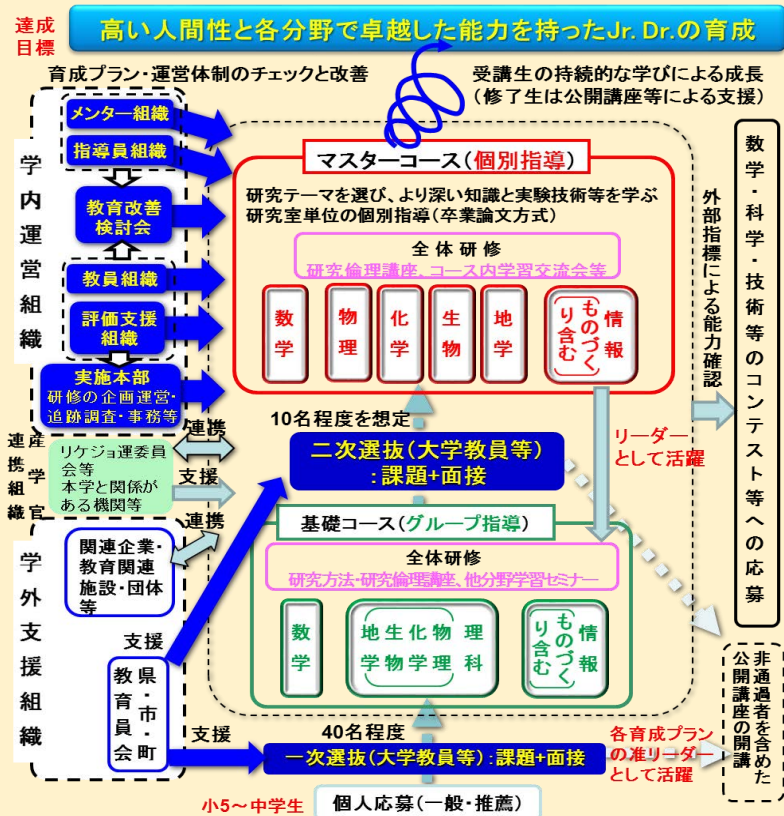 達成
目標
高い人間性と各分野で卓越した能力を持ったJr. Dr.の育成
育成プラン・運営体制のチェックと改善
受講生の持続的な学びによる成長
(修了生は公開講座等による支援)
学内運営組織
メンター組織
指導員組織
教育改善
検討会
教員組織
評価支援
組織
実施本部
研修の企画運営・
追跡調査・事務等
マスターコース(個別指導)
研究テーマを選び、より深い知識と実験技術等を学ぶ
研究室単位の個別指導(卒業論文方式)
全体研修
研究倫理講座、コース内学習交流会等
数学
物理
化学
生物
地学
情報
(ものづくり含む)
外部指標による能力確認
数学・科学・技術等のコンテスト等への応募
10名程度を想定
連携
二次選抜(大学教員等)
:課題+面接
リーダー
として活躍
産学官
連携組織
リケジョ運委員
会等
本学と関係が
ある機関等
支援
連携
基礎コース(グループ指導)
全体研修
研究方法・研究倫理講座、他分野学習セミナー
数学
理科
(物理化学生物地学)
情報
(ものづくり含む)
学外支援組織
関連企業・
教育関連
施設・団体
等
支援
県・市・町
教育員会
支援
40名程度
一次選抜(大学教員等):課題+面接
各育成プラン
の准リーダー
として活躍
非通過者を含めた
公開講座の開講
小5～中学生
個人応募(一般・推薦)